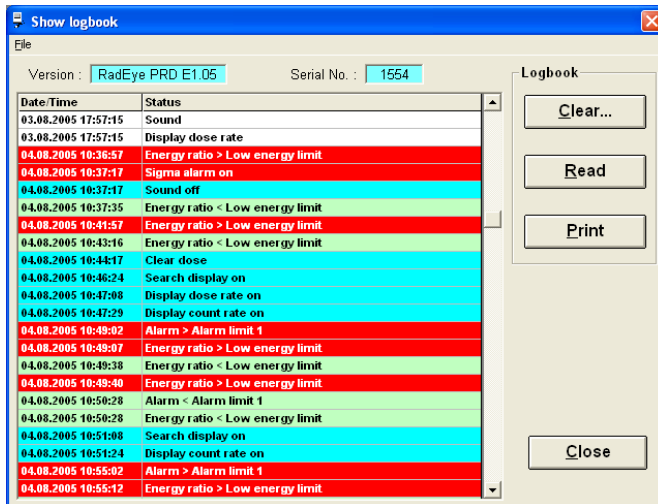 Show logbook
File
Version : RadEye PRD E1.05 Serial No. : 1554
Logbook
Clear...
Read
Print
Close
Date/Time Status
03.08.2005 17:57:15 Sound
03.08.2005 17:57:15 Display dose rate
04.08.2005 10:36:57 Energy ratio > Low energy limit
04.08.2005 10:37:17 Sigma alarm on
04.08.2005 10:37:17 Sound off
04.08.2005 10:37:35 Energy ratio < Low energy limit
04.08.2005 10:41:57 Energy ratio > Low energy limit
04.08.2005 10:43:16 Energy ratio < Low energy limit
04.08.2005 10:44:17 Clear dose
04.08.2005 10:46:24 Search display on
04.08.2005 10:47:08 Display dose rate on
04.08.2005 10:47:29 Display count rate on
04.08.2005 10:49:02 Alarm > Alarm limit 1
04.08.2005 10:49:07 Energy ratio > Low energy limit
04.08.2005 10:49:38 Energy ratio < Low energy limit
04.08.2005 10:49:40 Energy ratio > Low energy limit
04.08.2005 10:50:28 Alarm < Alarm limit 1
04.08.2005 10:50:28 Energy ratio < Low energy limit
04.08.2005 10:51:08 Search display on
04.08.2005 10:51:24 Display count rate on
04.08.2005 10:55:02 Alarm > Alarm limit 1
04.08.2005 10:55:12 Energy ratio > Low energy limit